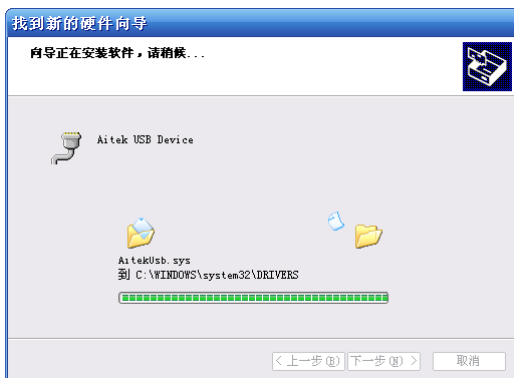 找到新的硬件向导
向导正在安装软件，请稍候...
Aitek USB Device
AitekUsb.sys
到 C:\WINDOWS\system32\DRIVERS
< 上一步(B) 下一步(N) > 取消